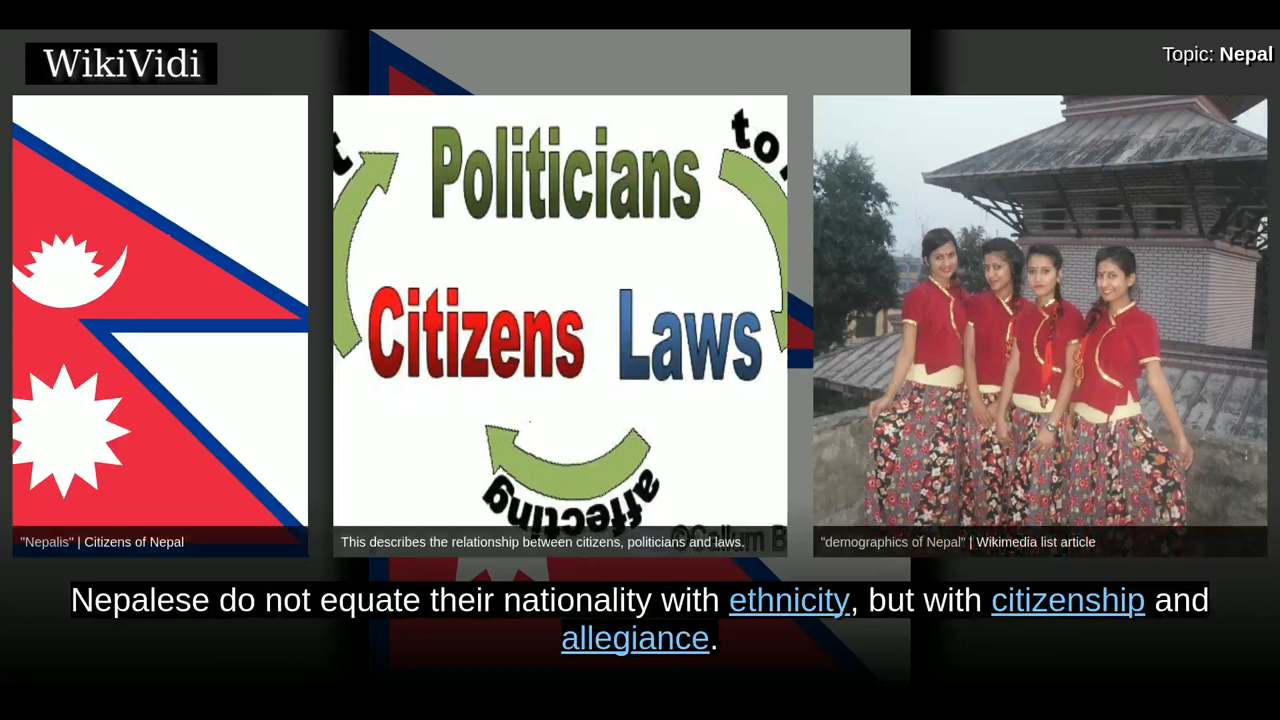 WikiVidi
Topic: Nepal
Politicians
Citizens Laws
affecting
"Nepalis" | Citizens of Nepal
This describes the relationship between citizens, politicians and laws.
©Callum B
"demographics of Nepal" | Wikimedia list article
Nepalese do not equate their nationality with ethnicity, but with citizenship and
allegiance.